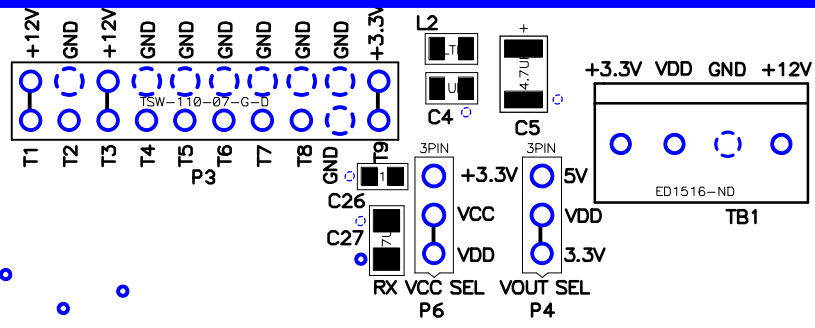 +12V GND +12V GND GND GND GND GND GND +3.3V
TSW-110-07-G-D
T1 T2 T3 T4 T5 T6 T7 T8 GND T9
P3
L2
C4
+
4.7U
C5
+3.3V VDD GND +12V
ED1516-ND
TB1
1
C26
C27
7U
3PIN
+3.3V
VCC
VDD
RX VCC SEL
P6
3PIN
5V
VDD
3.3V
VOUT SEL
P4